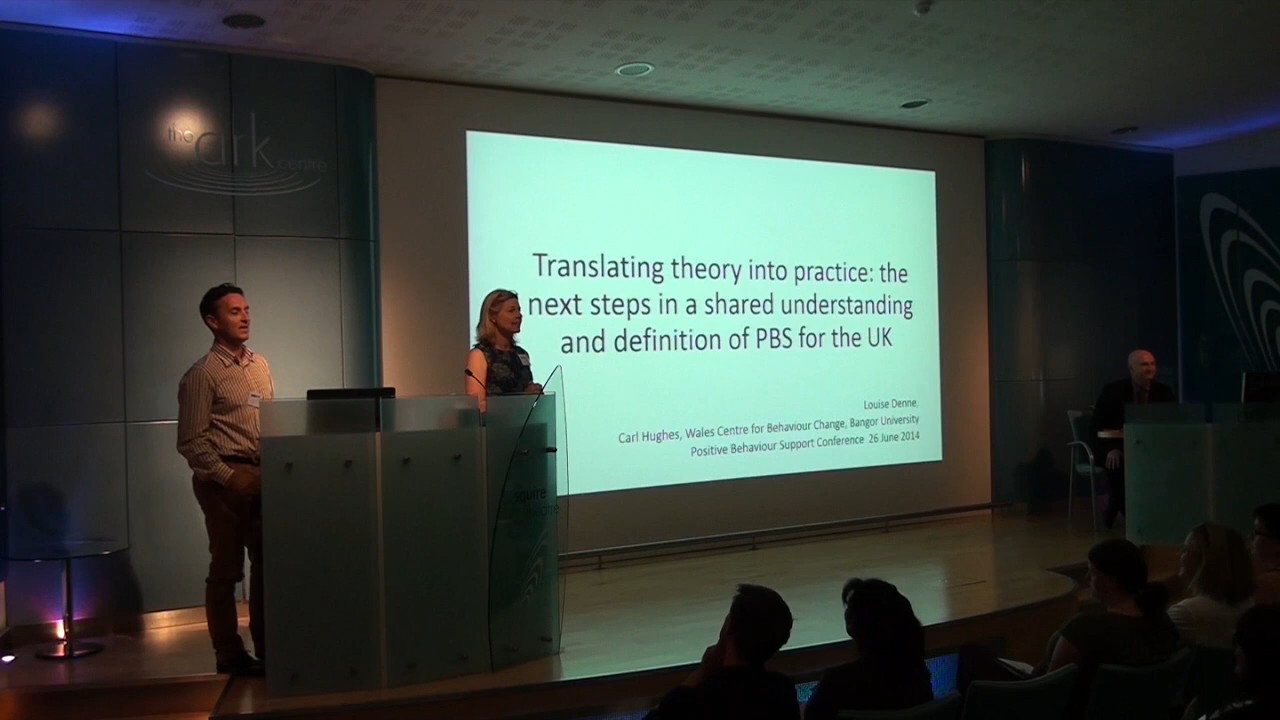 the ark centre
Translating theory into practice: the
next steps in a shared understanding
and definition of PBS for the UK
Louise Denne,
Carl Hughes, Wales Centre for Behaviour Change, Bangor University
Positive Behaviour Support Conference 26 June 2014
squire